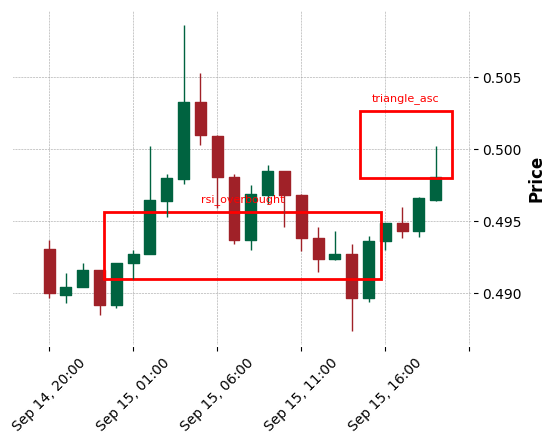 triangle_asc
rsi_overbought
0.505
0.500
0.495
0.490
Price
Sep 14, 20:00
Sep 15, 01:00
Sep 15, 06:00
Sep 15, 11:00
Sep 15, 16:00